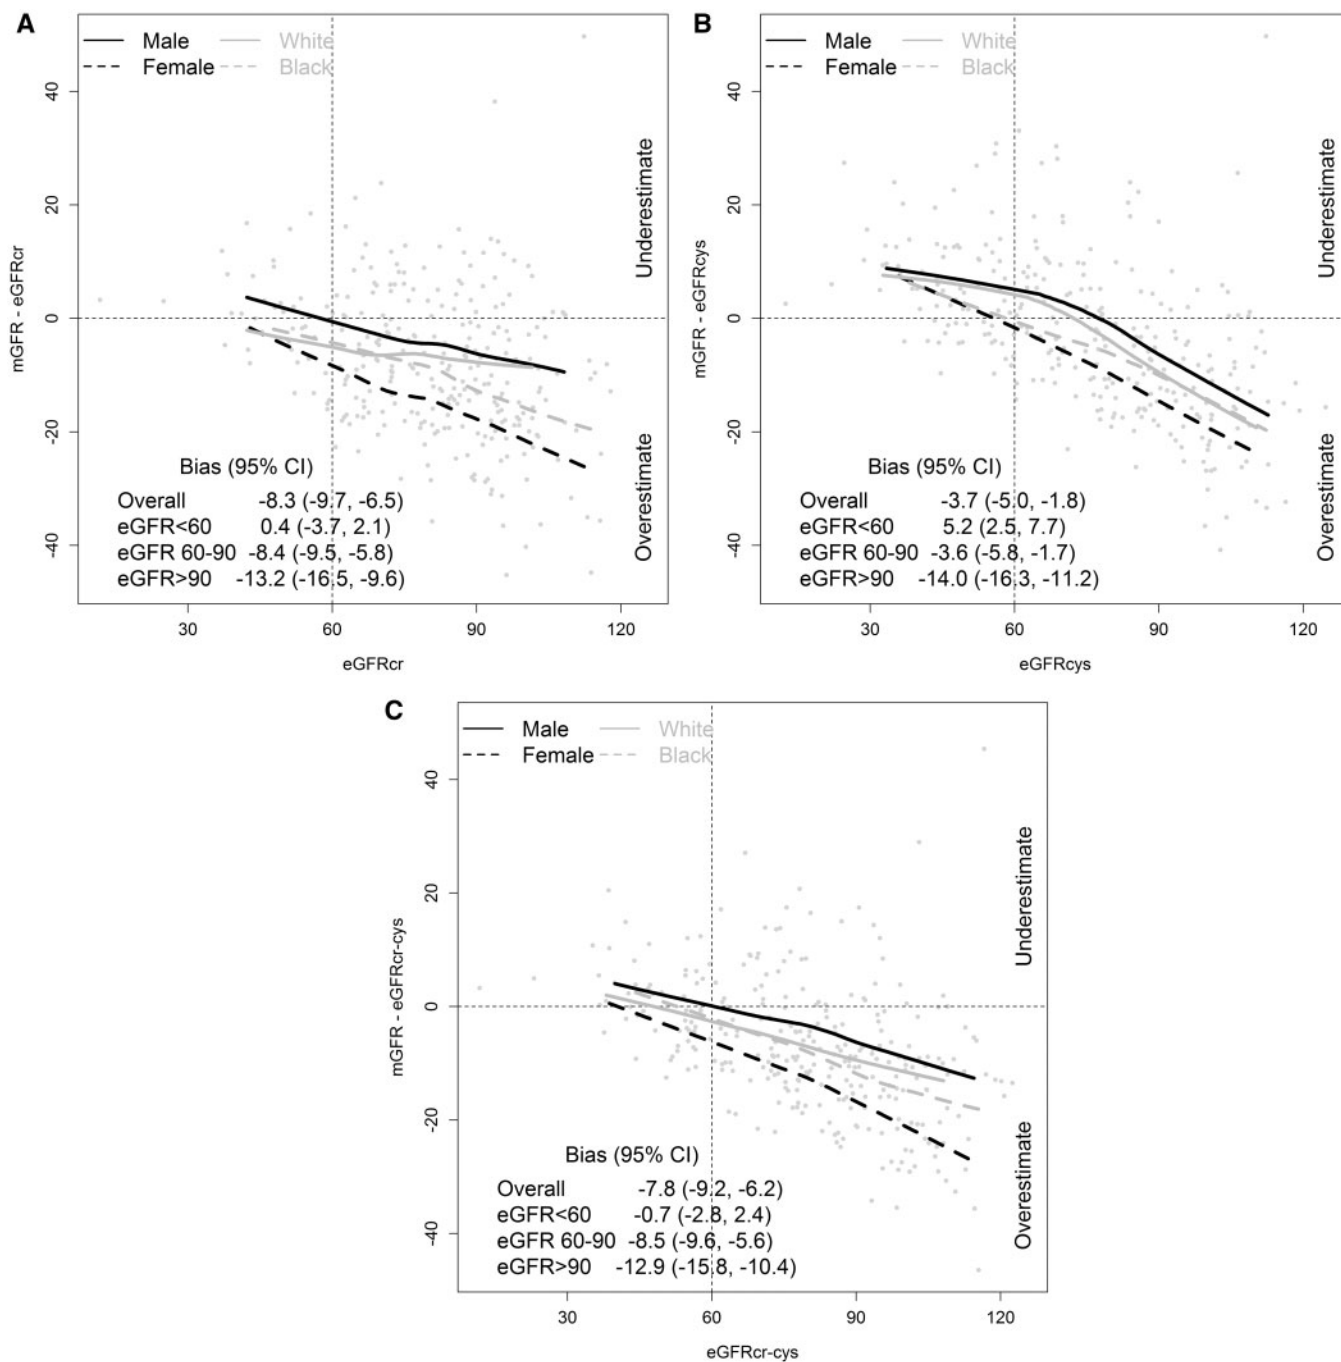 A
Male White
Female Black
40
20
0
-20
-40
mGFR - eGFRcr
Underestimate
Overestimate
Bias (95% CI)
Overall -8.3 (-9.7, -6.5)
eGFR<60 0.4 (-3.7, 2.1)
eGFR 60-90 -8.4 (-9.5, -5.8)
eGFR>90 -13.2 (-16.5, -9.6)
30 60 90 120
eGFRcr
B
Male White
Female Black
40
20
0
-20
-40
mGFR - eGFRcys
Underestimate
Overestimate
Bias (95% CI)
Overall -3.7 (-5.0, -1.8)
eGFR<60 5.2 (2.5, 7.7)
eGFR 60-90 -3.6 (-5.8, -1.7)
eGFR>90 -14.0 (-16.3, -11.2)
30 60 90 120
eGFRcys
C
Male White
Female Black
40
20
0
-20
-40
mGFR - eGFRcr-cys
Underestimate
Overestimate
Bias (95% CI)
Overall -7.8 (-9.2, -6.2)
eGFR<60 -0.7 (-2.8, 2.4)
eGFR 60-90 -8.5 (-9.6, -5.6)
eGFR>90 -12.9 (-15.8, -10.4)
30 60 90 120
eGFRcr-cys